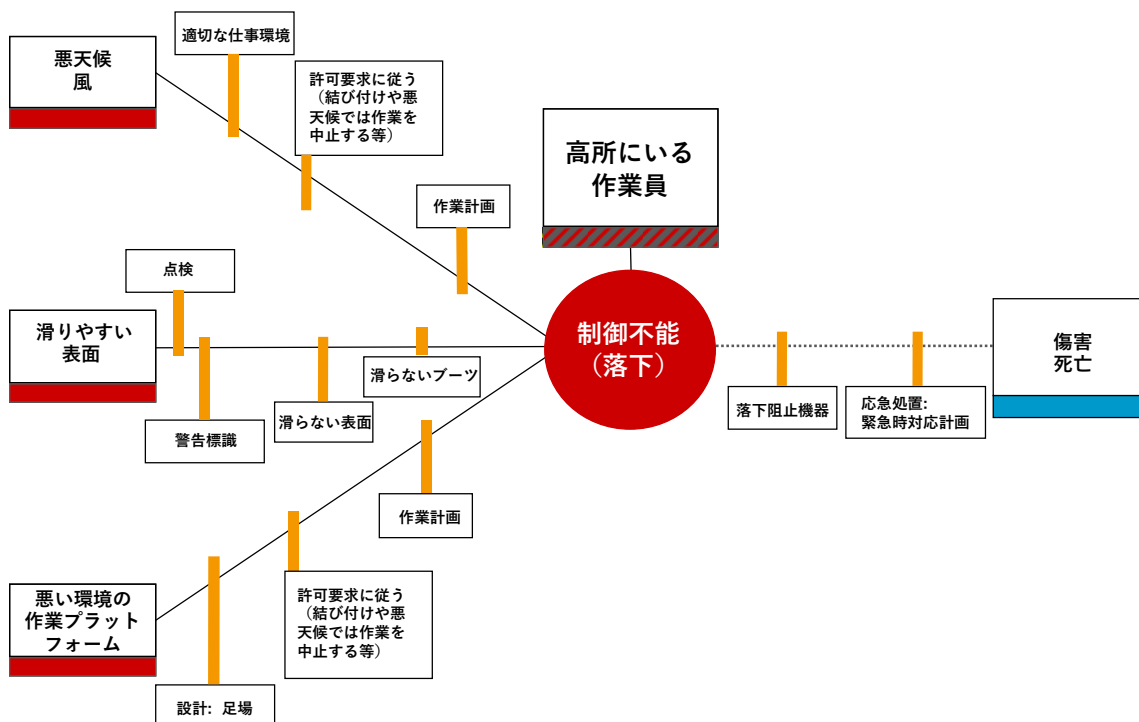 悪天候
風
適切な仕事環境
許可要求に従う
（結び付けや悪
天候では作業を
中止する等）
作業計画
高所にいる
作業員
点検
滑りやすい
表面
警告標識
滑らない表面
滑らないブーツ
制御不能
（落下）
落下阻止機器
応急処置:
緊急時対応計画
傷害
死亡
作業計画
悪い環境の
作業プラット
フォーム
許可要求に従う
（結び付けや悪
天候では作業を
中止する等）
設計: 足場